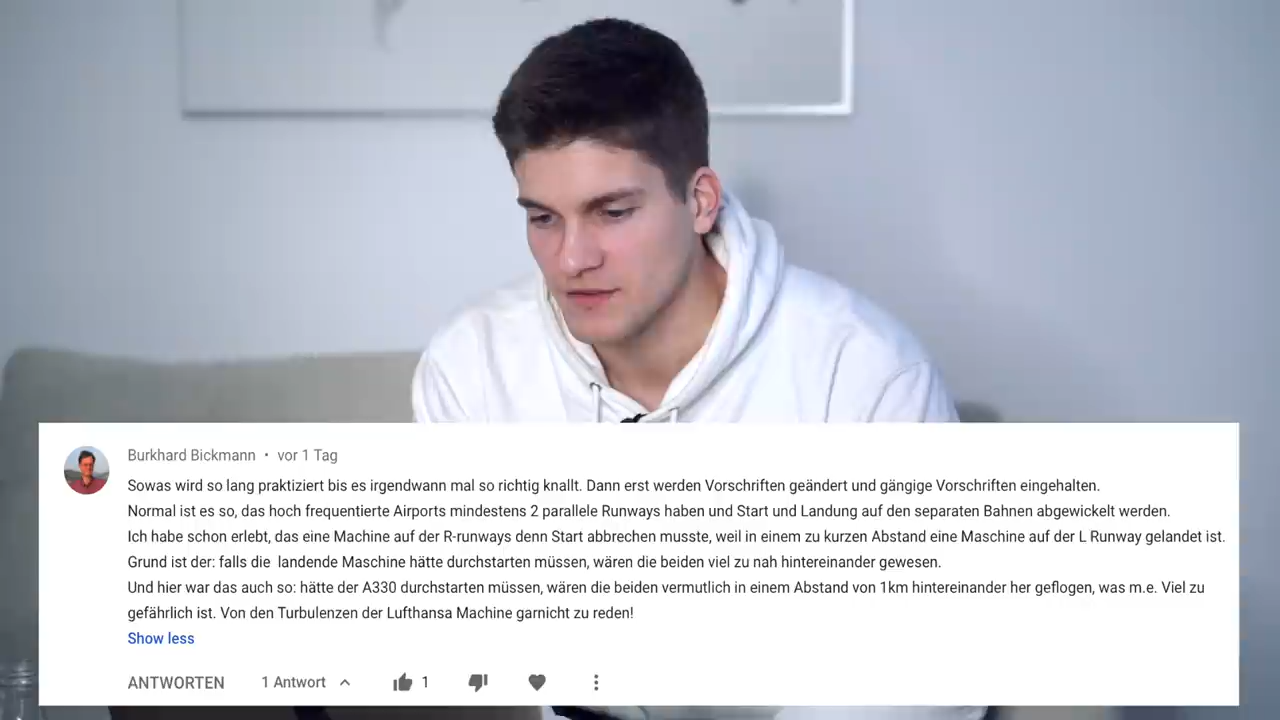 Burkhard Bickmann • vor 1 Tag
Sowas wird so lang praktiziert bis es irgendwann mal so richtig knallt. Dann erst werden Vorschriften geändert und gängige Vorschriften eingehalten.
Normal ist es so, das hoch frequentierte Airports mindestens 2 parallele Runways haben und Start und Landung auf den separaten Bahnen abgewickelt werden.
Ich habe schon erlebt, das eine Machine auf der R-runways denn Start abbrechen musste, weil in einem zu kurzen Abstand eine Maschine auf der L Runway gelandet ist.
Grund ist der: falls die  landende Maschine hätte durchstarten müssen, wären die beiden viel zu nah hintereinander gewesen.
Und hier war das auch so: hätte der A330 durchstarten müssen, wären die beiden vermutlich in einem Abstand von 1km hintereinander her geflogen, was m.e. Viel zu
gefährlich ist. Von den Turbulenzen der Lufthansa Machine garnicht zu reden!
Show less
ANTWORTEN 1 Antwort 1